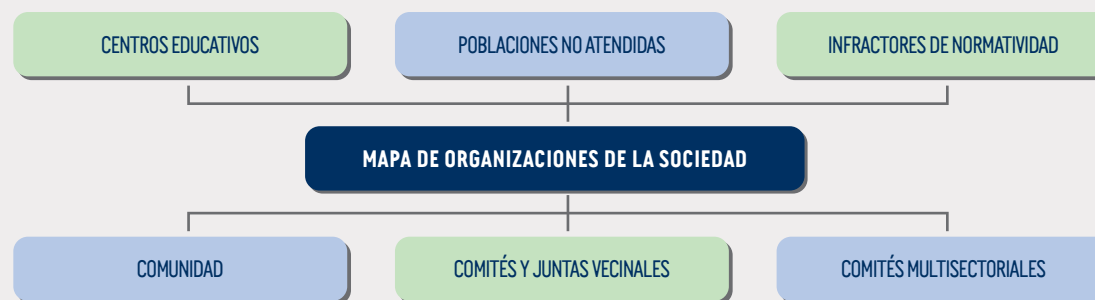 CENTROS EDUCATIVOS
POBLACIONES NO ATENDIDAS
INFRACTORES DE NORMATIVIDAD
MAPA DE ORGANIZACIONES DE LA SOCIEDAD
COMUNIDAD
COMITÉS Y JUNTAS VECINALES
COMITÉS MULTISECTORIALES